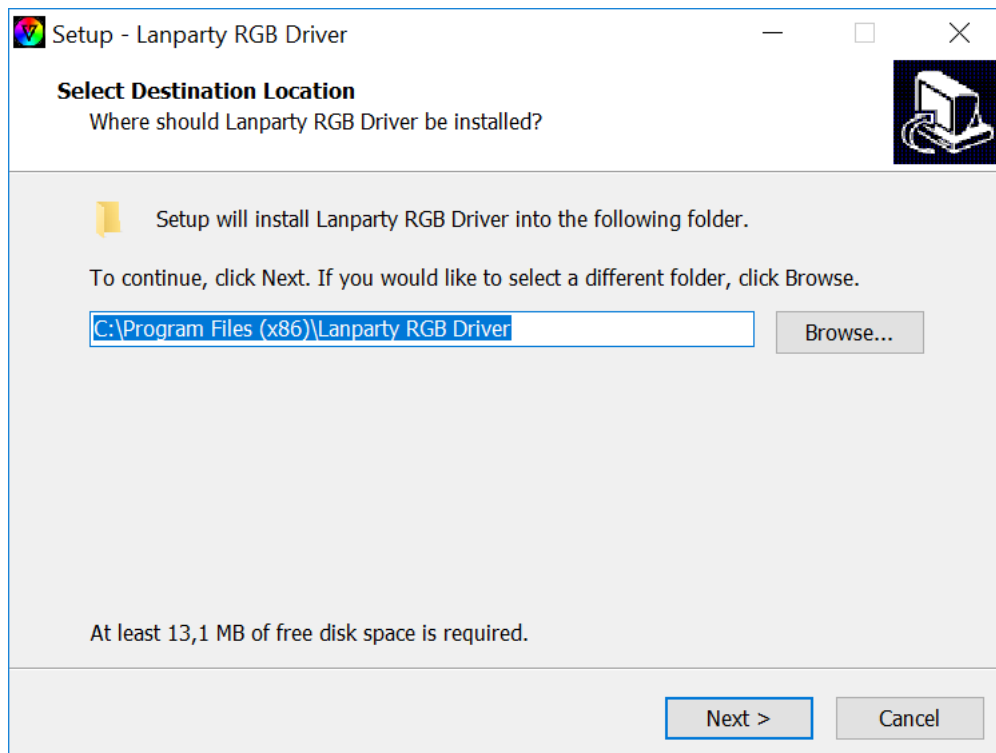 Setup - Lanparty RGB Driver
Select Destination Location
Where should Lanparty RGB Driver be installed?
Setup will install Lanparty RGB Driver into the following folder.
To continue, click Next. If you would like to select a different folder, click Browse.
C:\Program Files (x86)\Lanparty RGB Driver
Browse...
At least 13,1 MB of free disk space is required.
Next >
Cancel